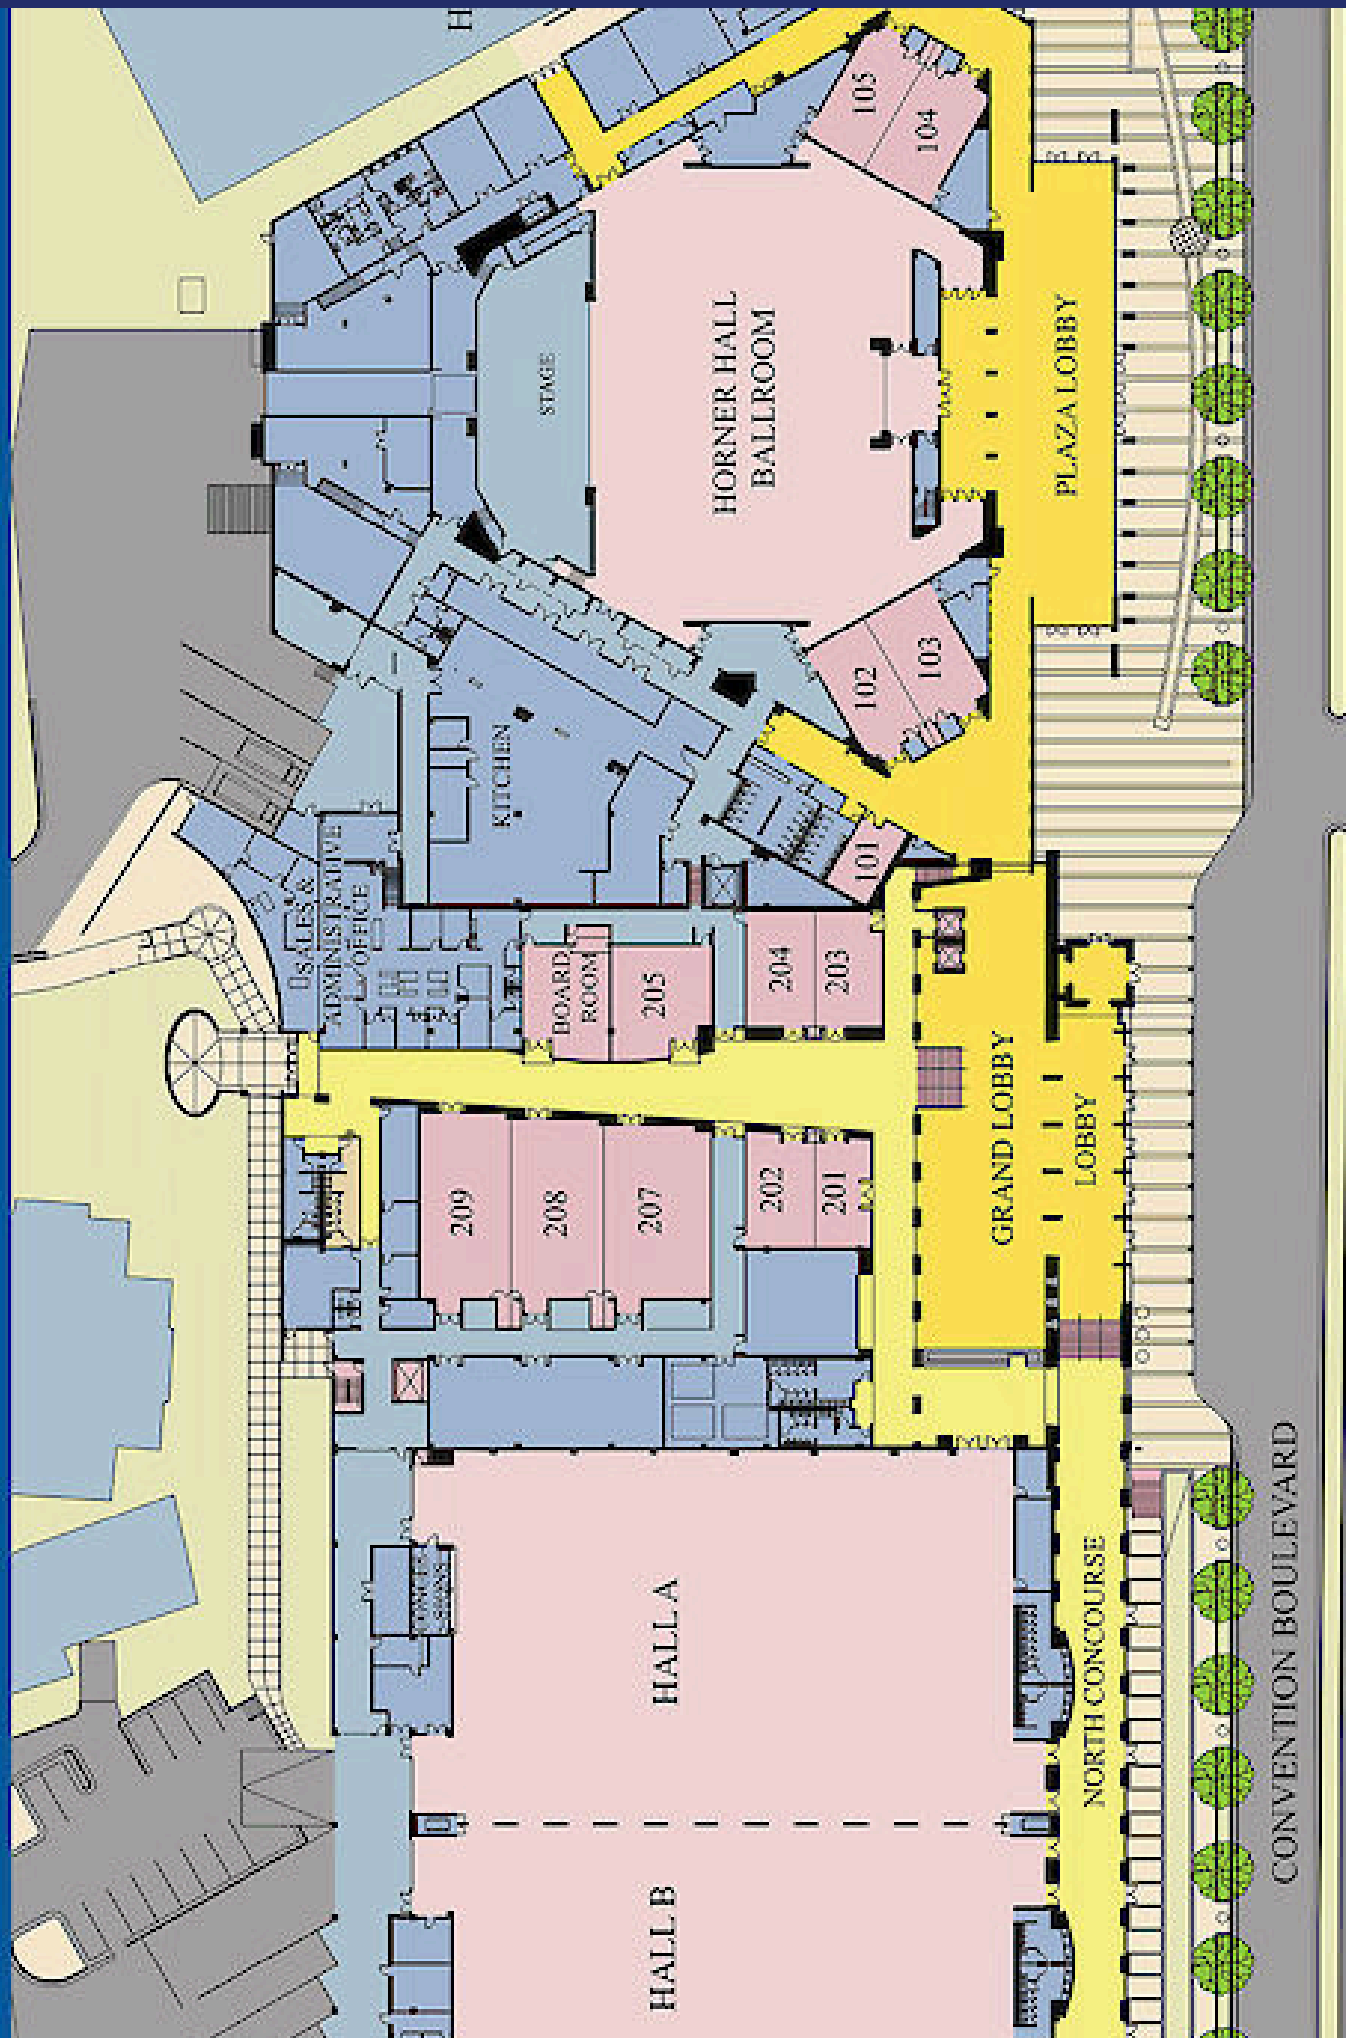 H
105
104
STAGE
HORNER HALL
BALLROOM
PLAZA LOBBY
102
103
KITCHEN
101
SALES &
ADMINISTRATIVE
OFFICE
BOARD
ROOM
205
204
203
GRAND LOBBY
LOBBY
209
208
207
202
201
HALL A
NORTH CONCOURSE
CONVENTION BOULEVARD
HALL B